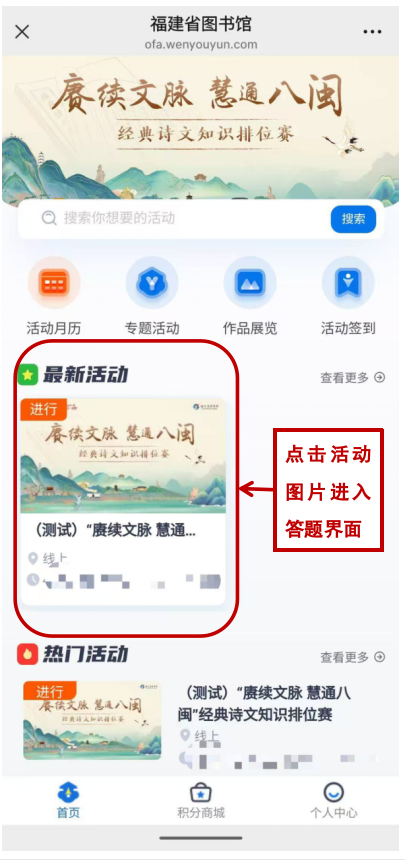 福建省图书馆
ofa.wenyouyun.com
赓续文脉 慧通八闽
经典诗文知识排位赛
搜索你想要的活动
搜索
活动月历
专题活动
作品展览
活动签到
最新活动
查看更多
进行
赓续文脉 慧通八闽
经典诗文知识排位赛
（测试）“赓续文脉 慧通...
线上
点击活动
图片进入
答题界面
热门活动
查看更多
进行
赓续文脉 慧通八闽
经典诗文知识排位赛
（测试）“赓续文脉 慧通八
闽”经典诗文知识排位赛
线上
首页
积分商城
个人中心